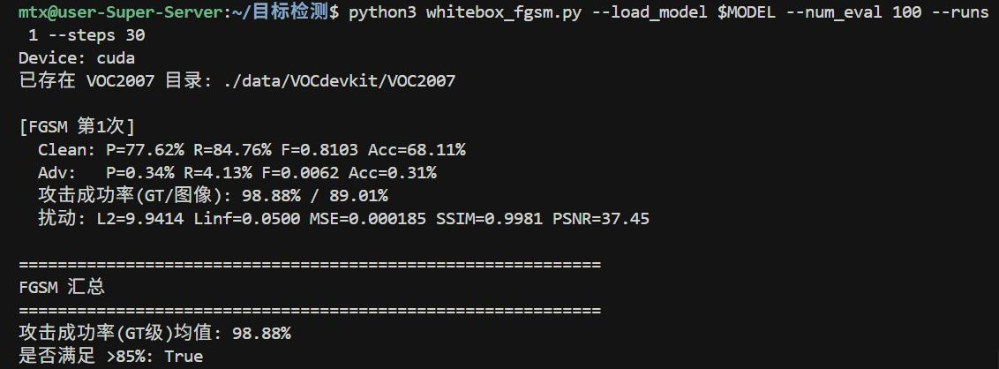 mtx@user-Super-Server:~/目标检测$ python3 whitebox_fgsm.py --load_model $MODEL --num_eval 100 --runs
1 --steps 30
Device: cuda
已存在 VOC2007 目录: ./data/VOCdevkit/VOC2007
[FGSM 第1次]
Clean: P=77.62% R=84.76% F=0.8103 Acc=68.11%
Adv: P=0.34% R=4.13% F=0.0062 Acc=0.31%
攻击成功率(GT/图像): 98.88% / 89.01%
扰动: L2=9.9414 Linf=0.0500 MSE=0.000185 SSIM=0.9981 PSNR=37.45
============================================================
FGSM 汇总
============================================================
攻击成功率(GT级)均值: 98.88%
是否满足 >85%: True